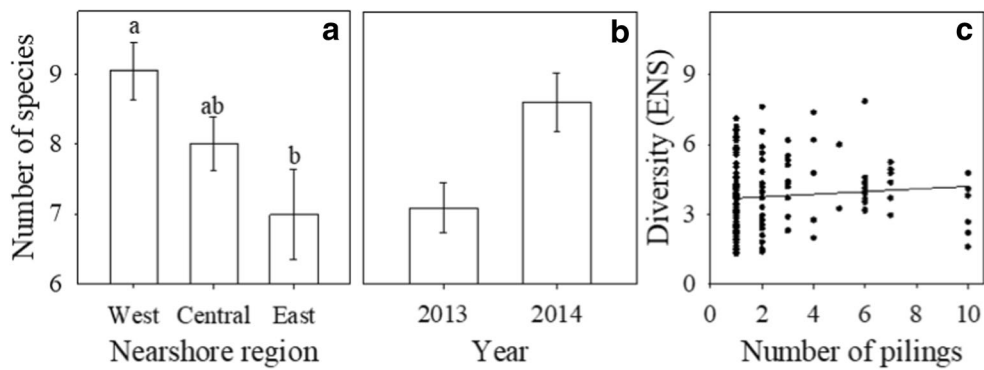 a
a
ab
b
Number of species
9
8
7
6
West Central East
Nearshore region
b
2013 2014
Year
c
Diversity (ENS)
9
6
3
0
0 2 4 6 8 10
Number of pilings